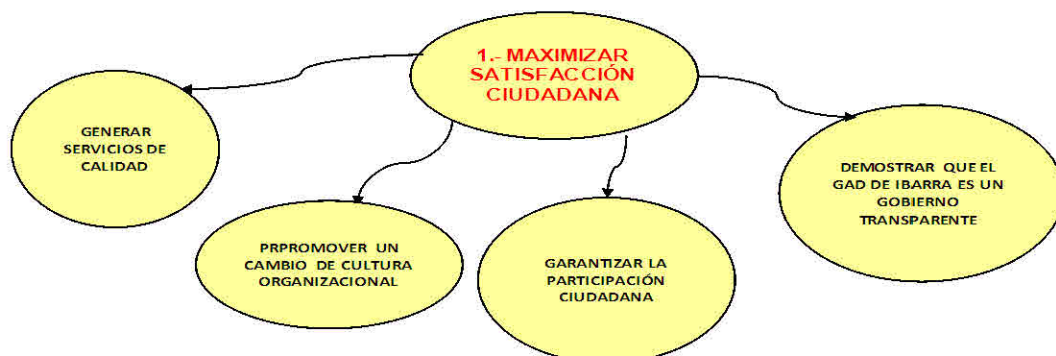 1.- MAXIMIZAR
SATISFACCIÓN
CIUDADANA
GENERAR
SERVICIOS DE
CALIDAD
PRPROMOVER UN
CAMBIO DE CULTURA
ORGANIZACIONAL
GARANTIZAR LA
PARTICIPACIÓN
CIUDADANA
DEMOSTRAR QUE EL
GAD DE IBARRA ES UN
GOBIERNO
TRANSPARENTE